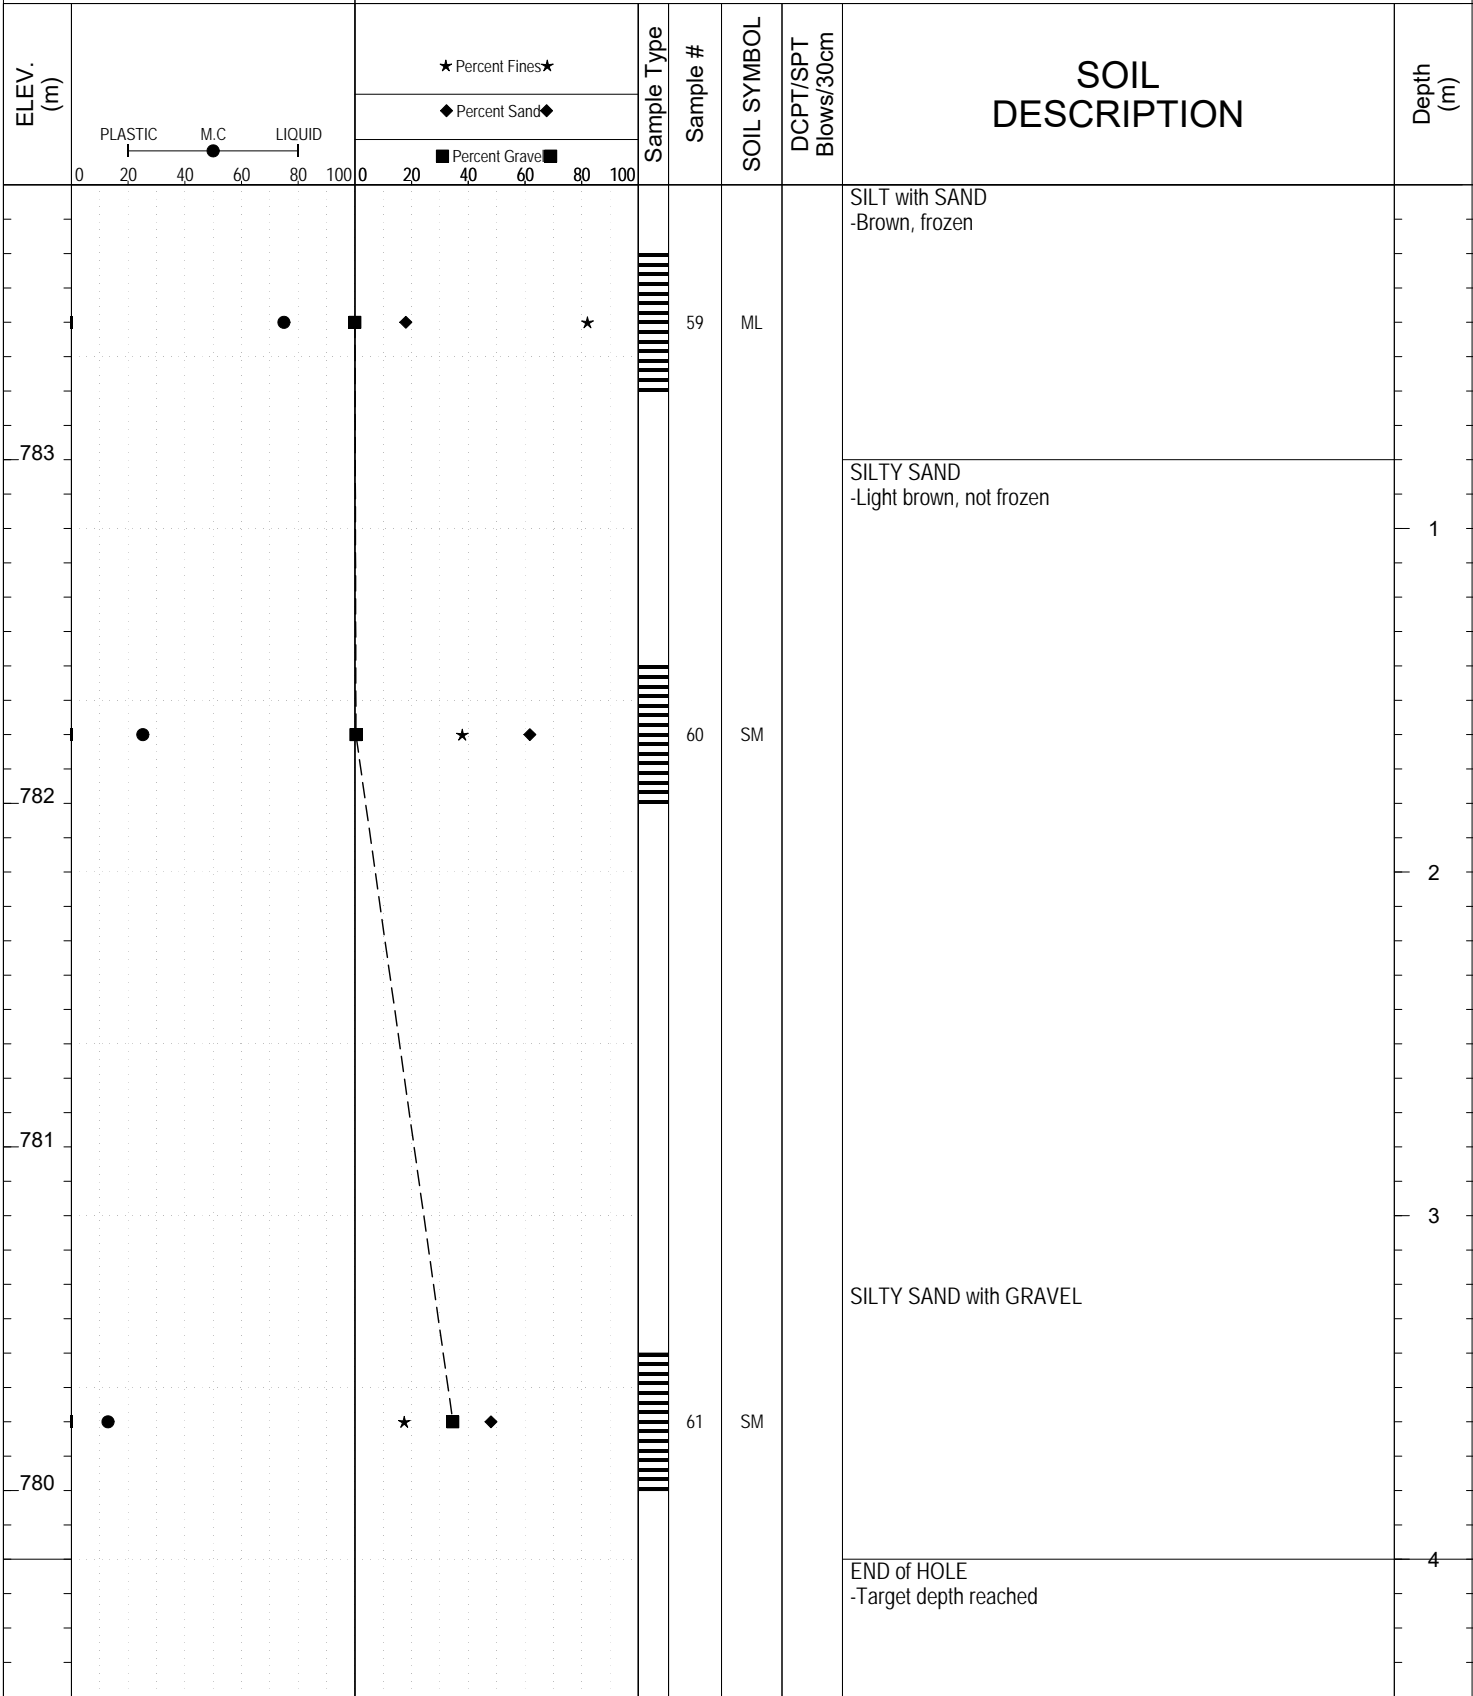 ELEV.
(m)
PLASTIC M.C LIQUID
0 20 40 60 80 100
★ Percent Fines★
◆ Percent Sand◆
■ Percent Gravel■
0 20 40 60 80 100
Sample Type
Sample #
SOIL SYMBOL
DCPT/SPT
Blows/30cm
SOIL
DESCRIPTION
Depth
(m)
SILT with SAND
-Brown, frozen
59 ML
783
SILTY SAND
-Light brown, not frozen
1
60 SM
782
2
781
3
SILTY SAND with GRAVEL
61 SM
780
4
END of HOLE
-Target depth reached